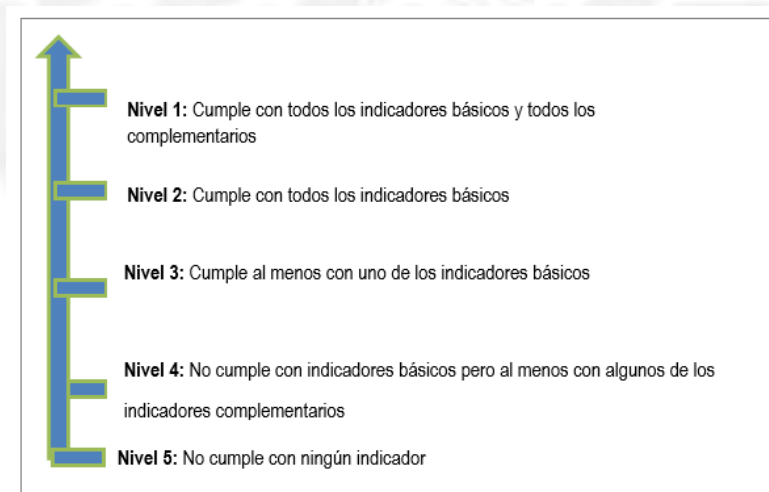 Nivel 1: Cumple con todos los indicadores básicos y todos los
complementarios
Nivel 2: Cumple con todos los indicadores básicos
Nivel 3: Cumple al menos con uno de los indicadores básicos
Nivel 4: No cumple con indicadores básicos pero al menos con algunos de los
indicadores complementarios
Nivel 5: No cumple con ningún indicador